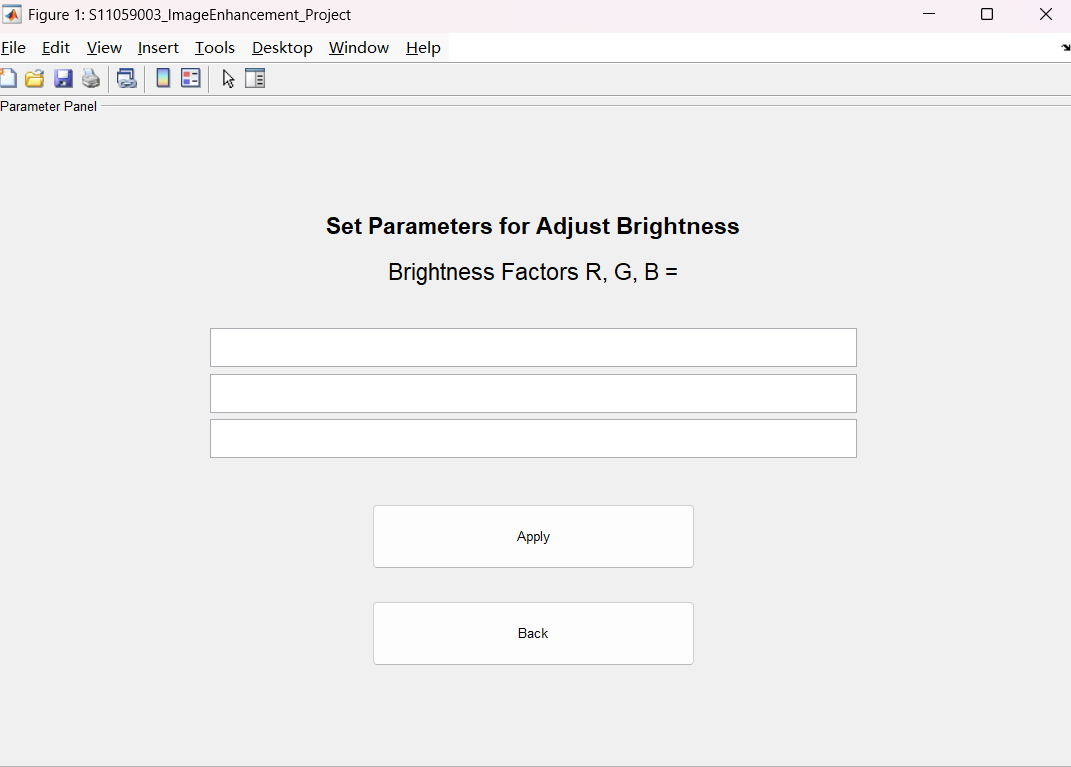 Figure 1: S11059003_ImageEnhancement_Project
File Edit View Insert Tools Desktop Window Help
Parameter Panel
Set Parameters for Adjust Brightness
Brightness Factors R, G, B =
Apply
Back